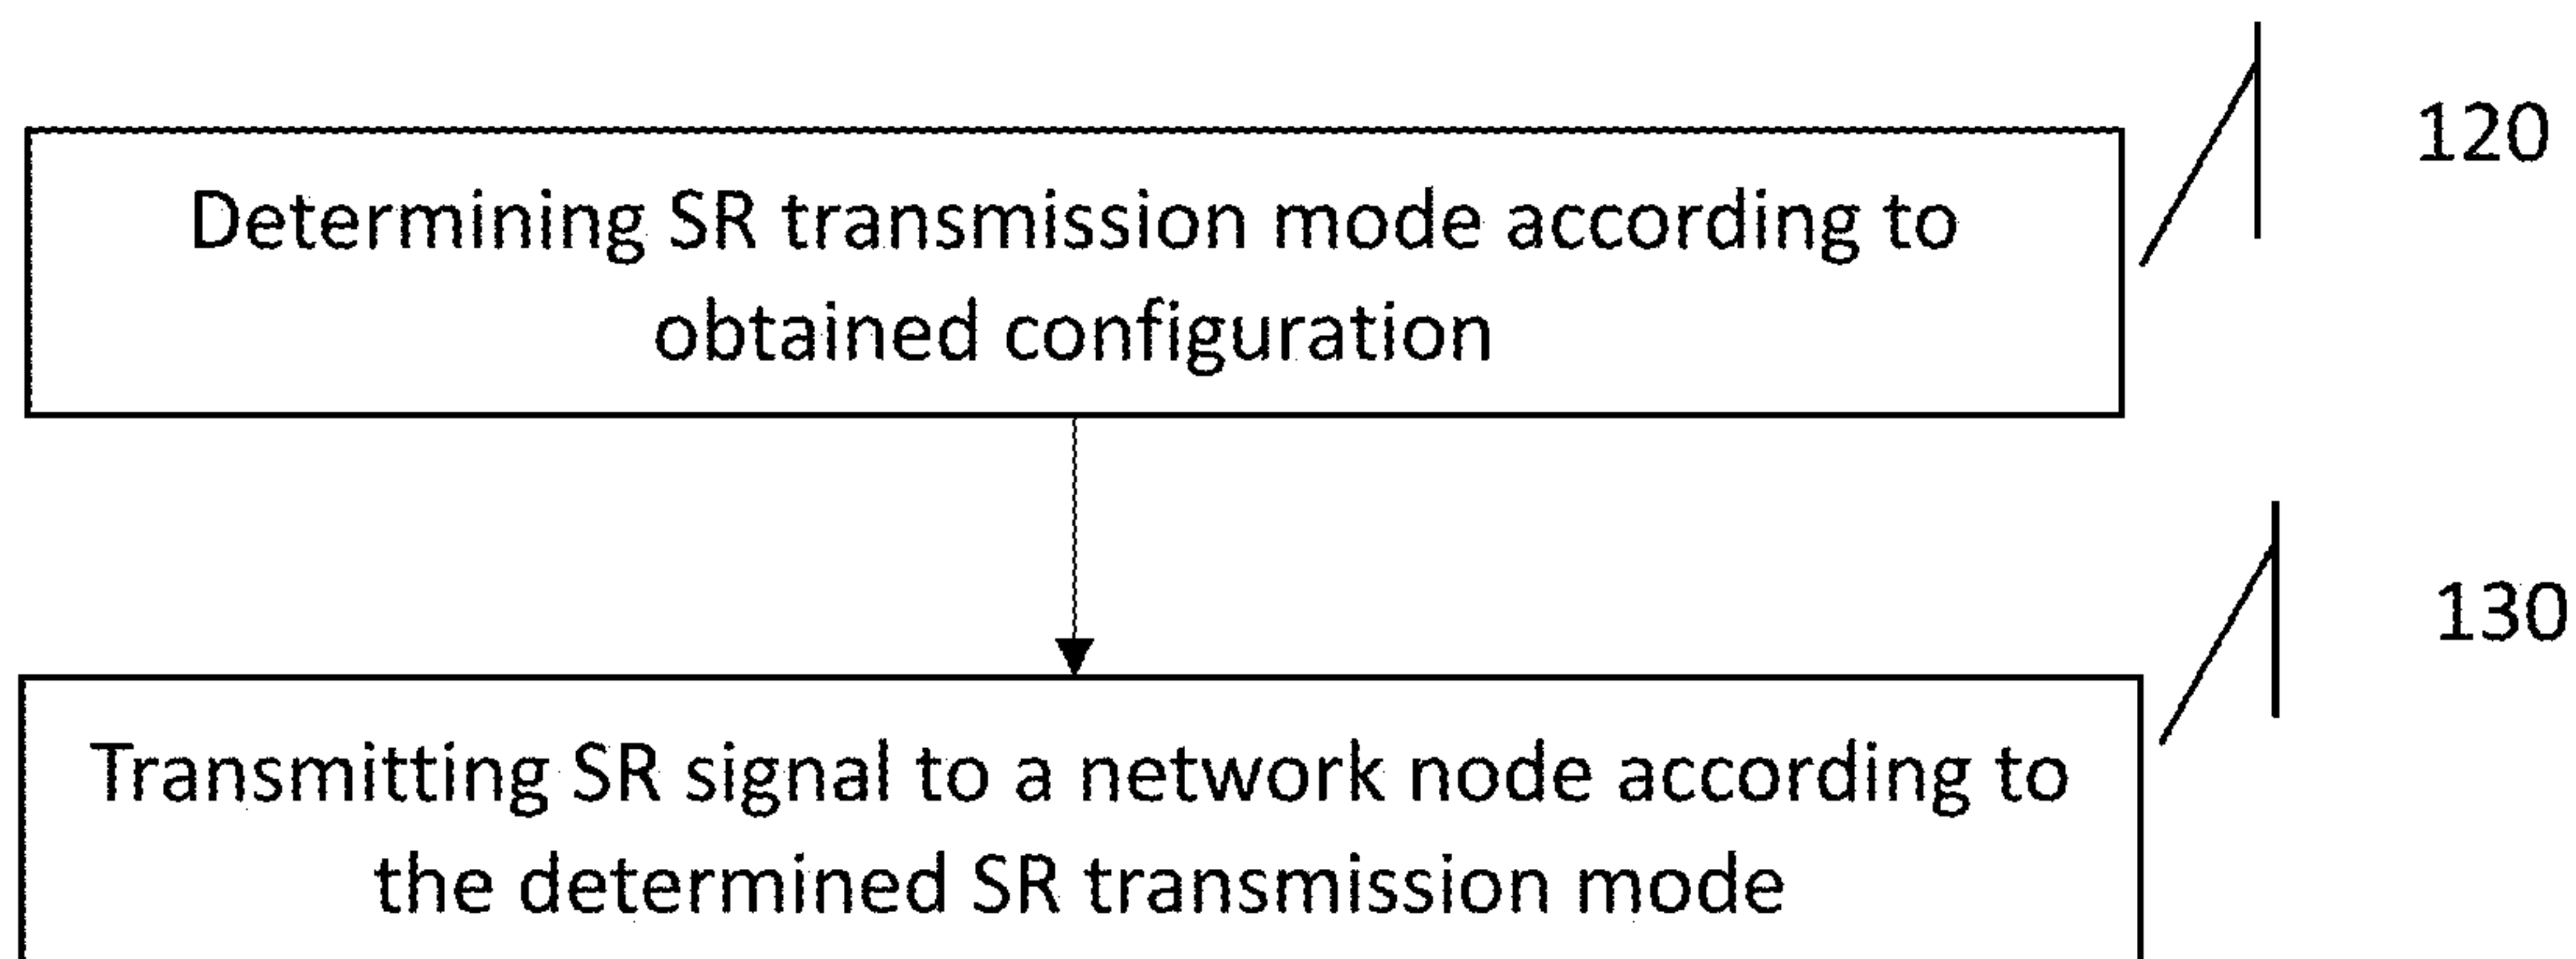 120
Determining SR transmission mode according to
obtained configuration
130
Transmitting SR signal to a network node according to
the determined SR transmission mode